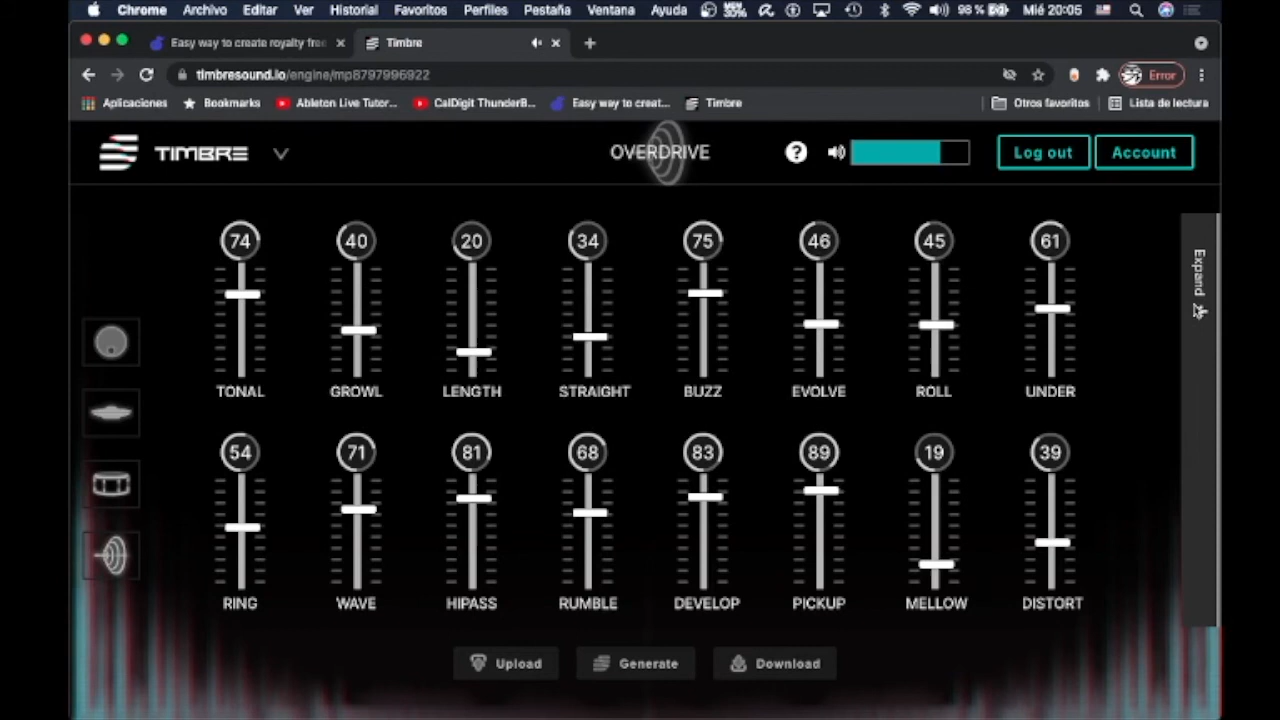 Chrome Archivo Editar Ver Historial Favoritos Perfiles Pestaña Ventana Ayuda 98 % Mié 20:05
Easy way to create royalty free Timbre
timbresound.io/engine/mp8797996922 Error
Aplicaciones Bookmarks Ableton Live Tutor... CalDigit ThunderB... Easy way to creat... Timbre Otros favoritos Lista de lectura
TIMBRE OVERDRIVE ? Log out Account
74 40 20 34 75 46 45 61
Expand
TONAL GROWL LENGTH STRAIGHT BUZZ EVOLVE ROLL UNDER
54 71 81 68 83 89 19 39
RING WAVE HIPASS RUMBLE DEVELOP PICKUP MELLOW DISTORT
Upload Generate Download